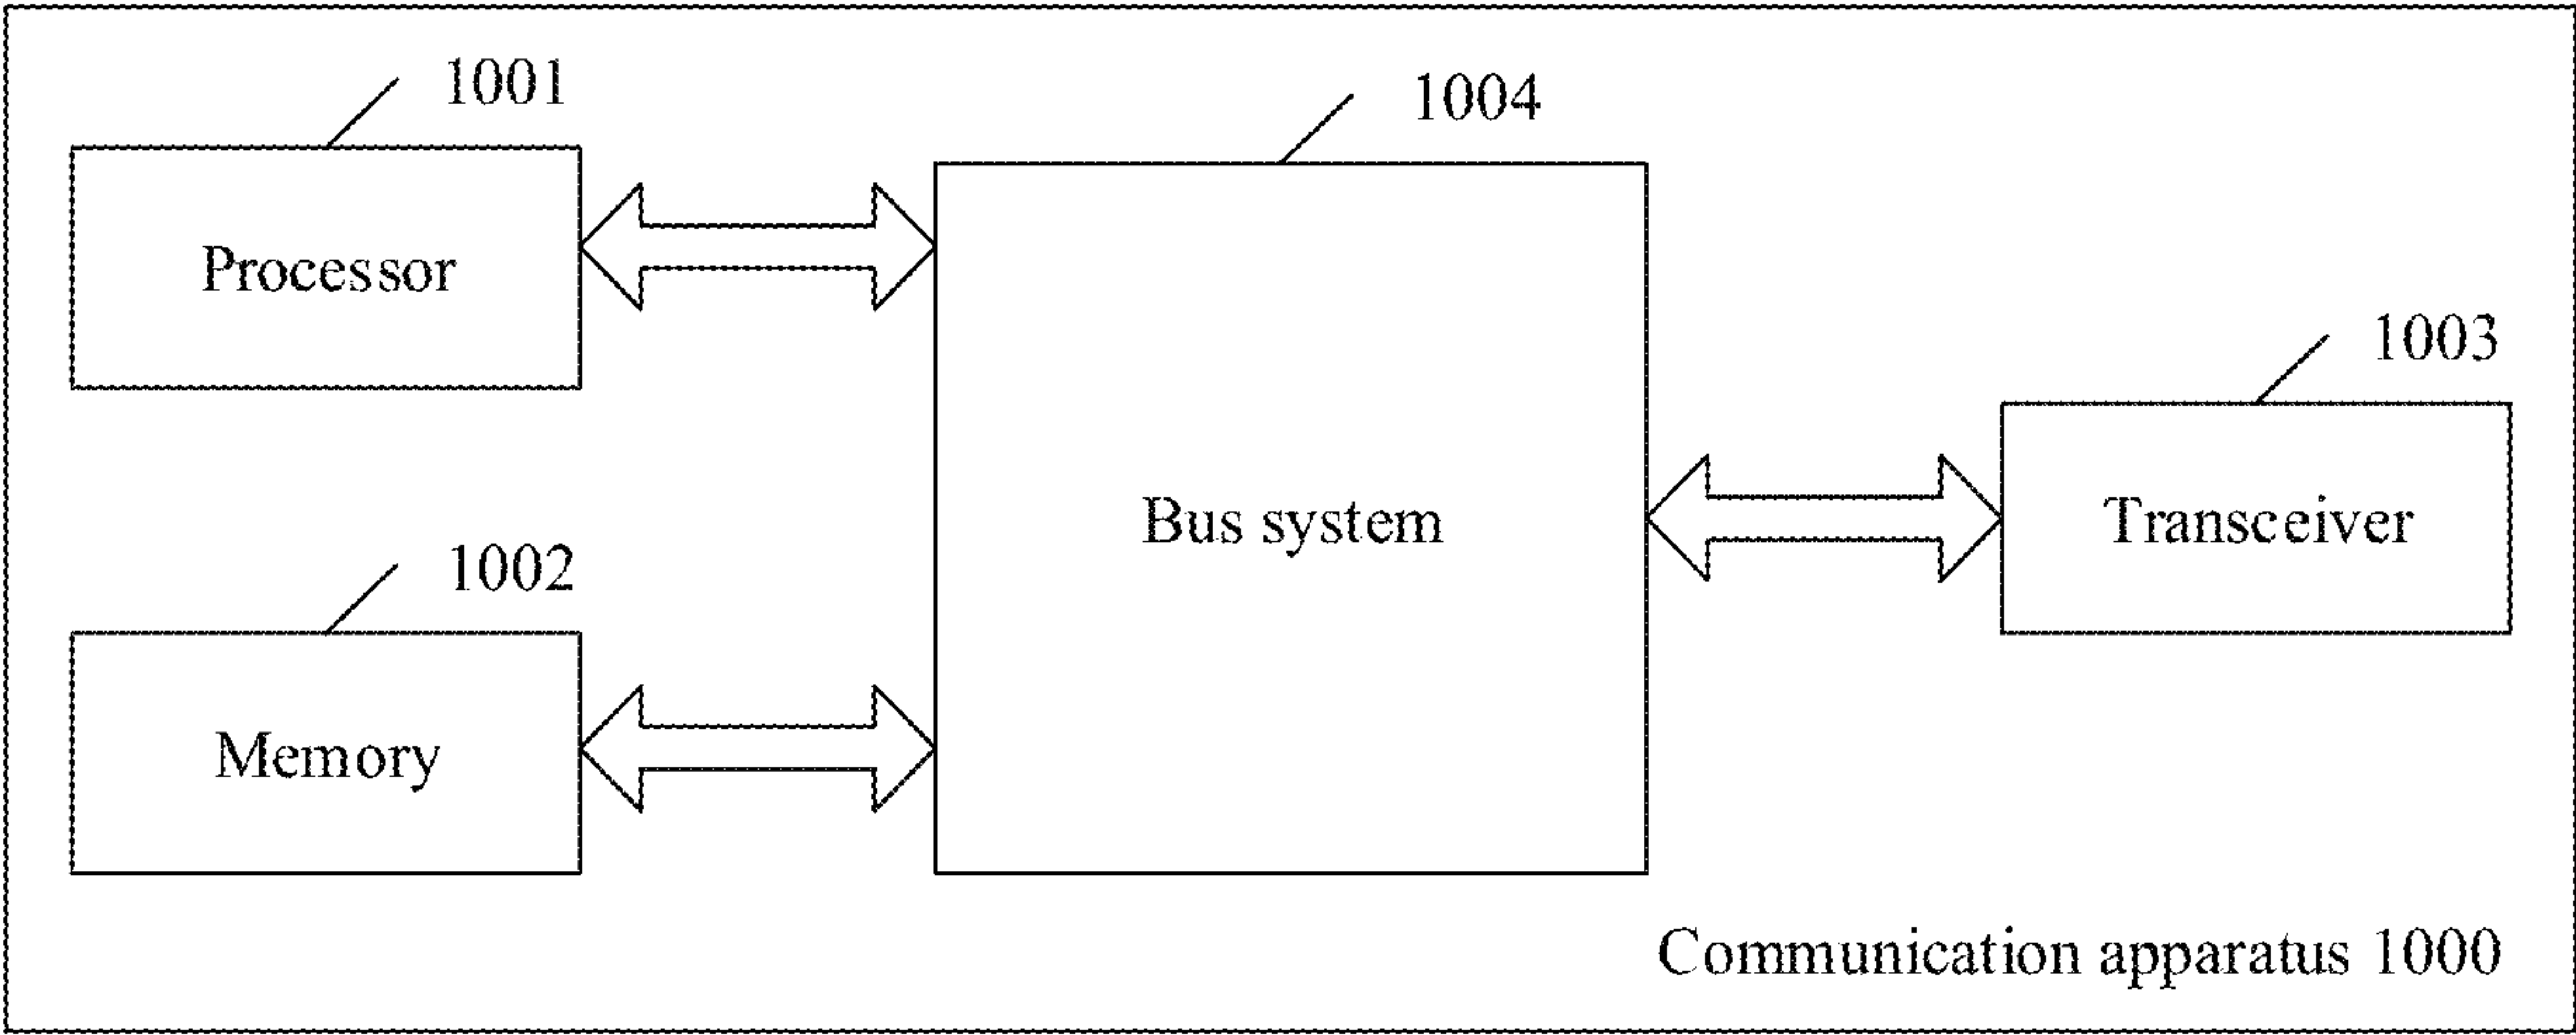 1001
1004
Processor
1003
Bus system
Transceiver
1002
Memory
Communication apparatus 1000